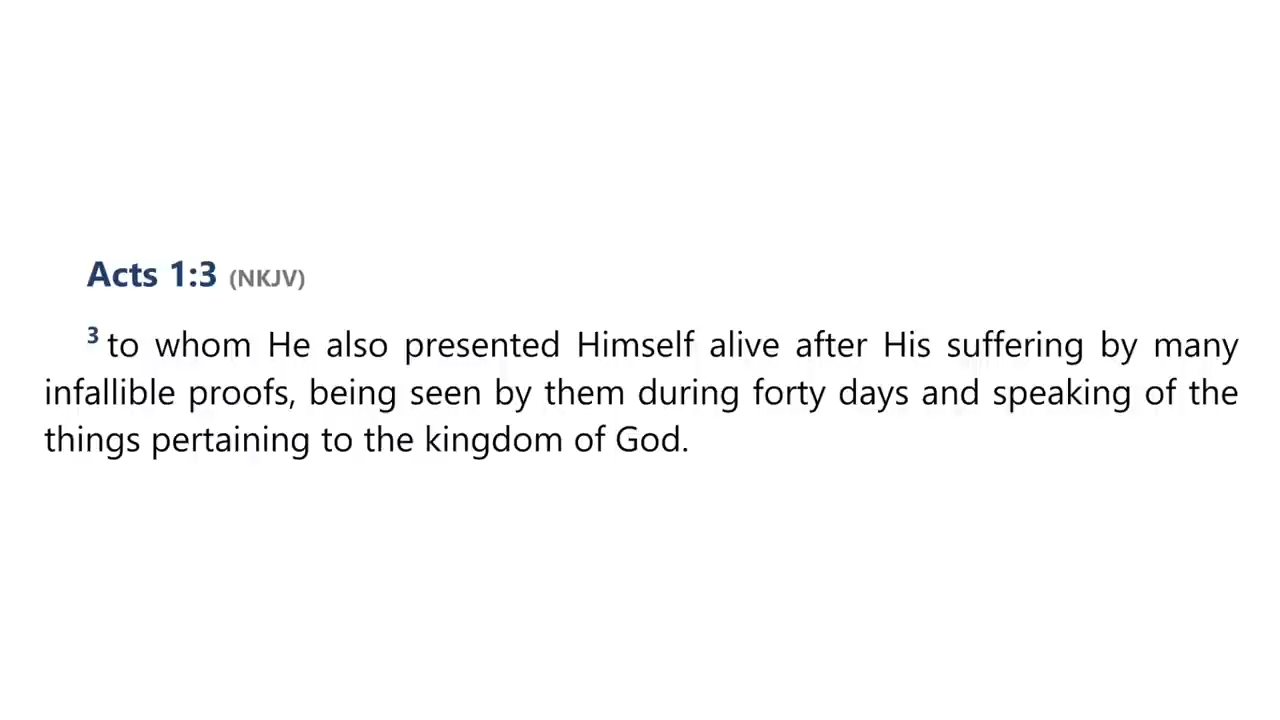 Acts 1:3 (NKJV)
3 to whom He also presented Himself alive after His suffering by many
infallible proofs, being seen by them during forty days and speaking of the
things pertaining to the kingdom of God.